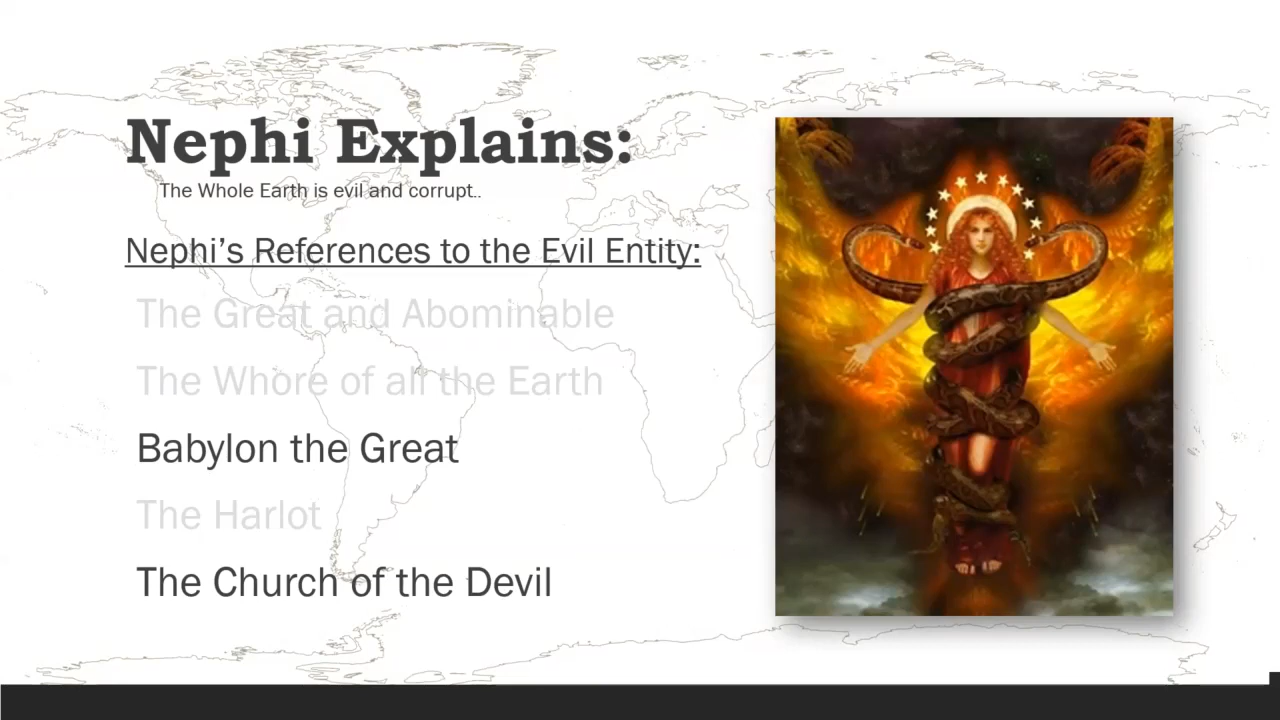 Nephi Explains:
The Whole Earth is evil and corrupt..
Nephi's References to the Evil Entity:
The Great and Abominable
The Whore of all the Earth
Babylon the Great
The Harlot
The Church of the Devil